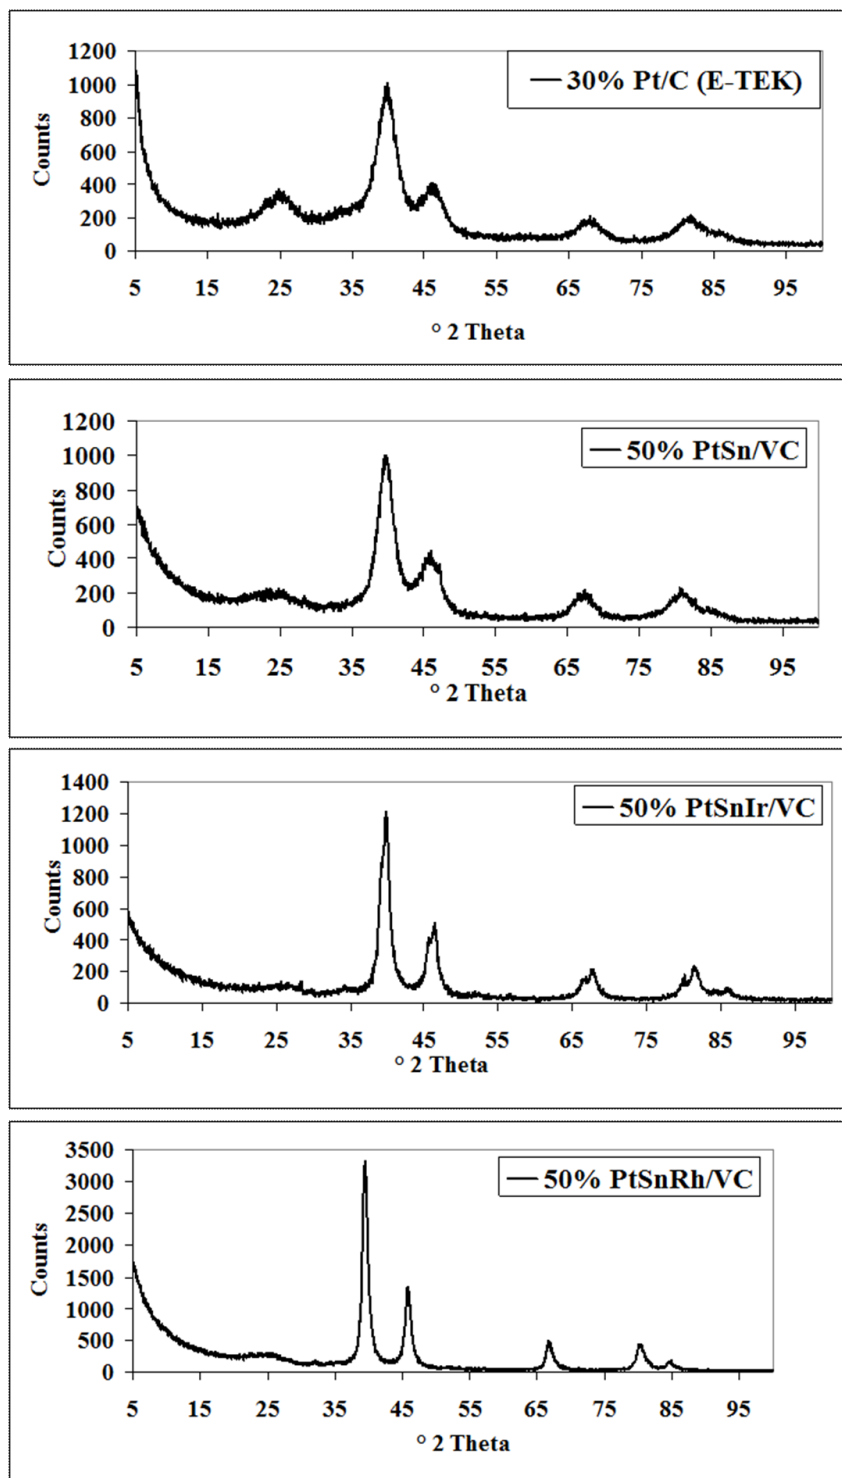 1200
1000
800
600
400
200
0
Counts
30% Pt/C (E-TEK)
5 15 25 35 45 55 65 75 85 95
° 2 Theta
1200
1000
800
600
400
200
0
Counts
50% PtSn/VC
5 15 25 35 45 55 65 75 85 95
° 2 Theta
1400
1200
1000
800
600
400
200
0
Counts
50% PtSnIr/VC
5 15 25 35 45 55 65 75 85 95
° 2 Theta
3500
3000
2500
2000
1500
1000
500
0
Counts
50% PtSnRh/VC
5 15 25 35 45 55 65 75 85 95
° 2 Theta